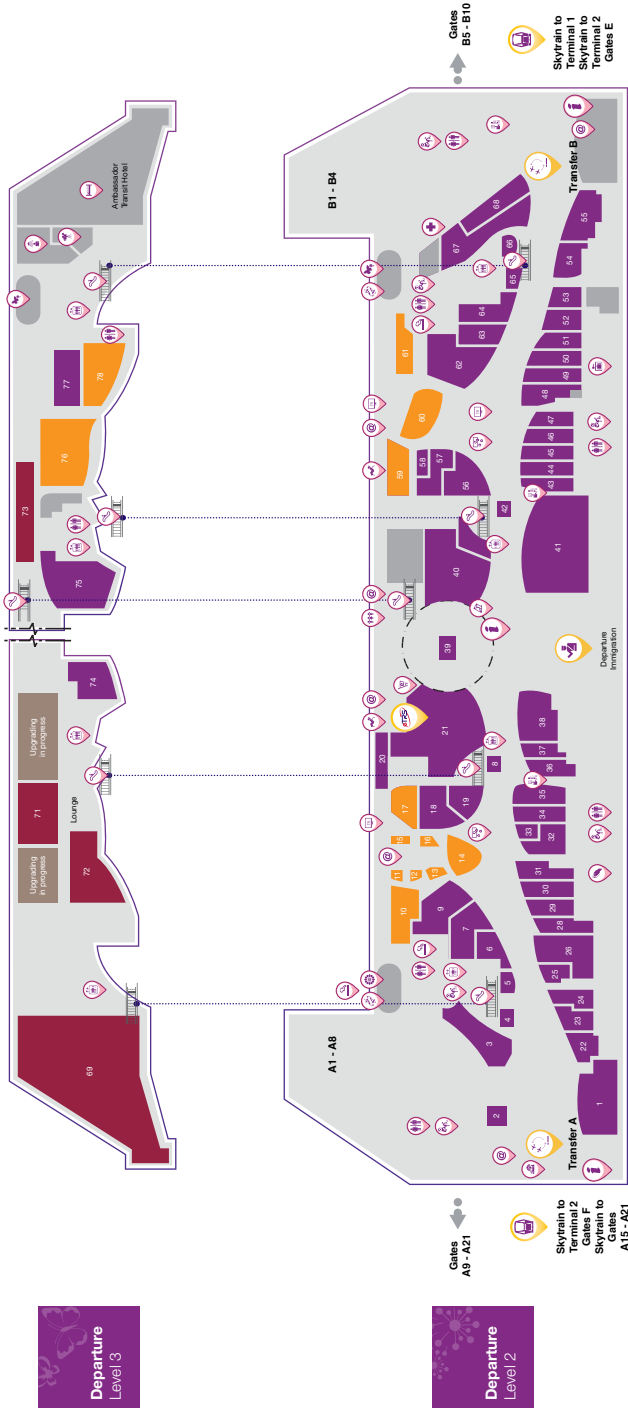 Departure
Level 3
69
Upgrading
in progress
72
71
Lounge
Upgrading
in progress
74
75
73
76
77
78
Ambassador
Transit Hotel
Departure
Level 2
Gates
A9 - A21
Skytrain to
Terminal 2
Gates F
Skytrain to
Gates
A15 - A21
A1 - A8
Transfer A
1
2
3
4
5
6
7
8
9
10
11
12
13
14
15
16
17
18
19
20
21
22
23
24
25
26
28
29
30
31
32
33
34
35
36
37
38
39
40
41
42
43
44
45
46
47
48
49
50
51
52
53
54
55
56
57
58
59
60
61
62
63
64
65
66
67
68
Departure
Immigration
B1 - B4
Transfer B
Gates
B5 - B10
Skytrain to
Terminal 1
Skytrain to
Terminal 2
Gates E
@
@
@
@
@
@